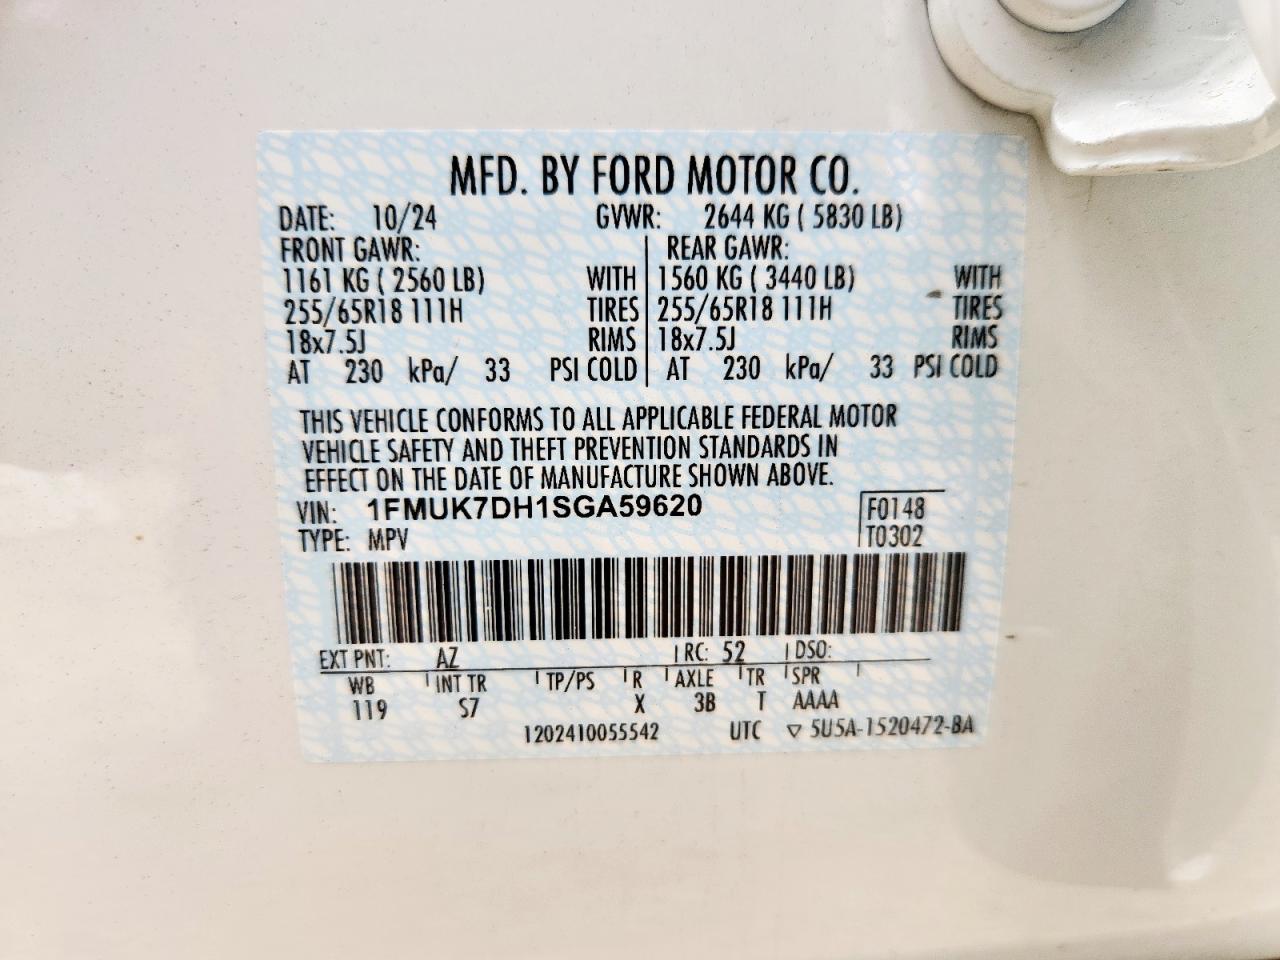 MFD. BY FORD MOTOR CO.
DATE: 10/24 GVWR: 2644 KG ( 5830 LB)
FRONT GAWR: REAR GAWR:
1161 KG ( 2560 LB) WITH 1560 KG ( 3440 LB) WITH
255/65R18 111H TIRES 255/65R18 111H TIRES
18x7.5J RIMS 18x7.5J RIMS
AT 230 kPa/ 33 PSI COLD AT 230 kPa/ 33 PSI COLD
THIS VEHICLE CONFORMS TO ALL APPLICABLE FEDERAL MOTOR
VEHICLE SAFETY AND THEFT PREVENTION STANDARDS IN
EFFECT ON THE DATE OF MANUFACTURE SHOWN ABOVE.
VIN: 1FMUK7DH1SGA59620 F0148
TYPE: MPV T0302
EXT PNT: AZ RC: 52 DSO:
WB INT TR TP/PS R AXLE TR SPR
119 S7 X 3B T AAAA
1202410055542 UTC ▽ 5U5A-1520472-BA